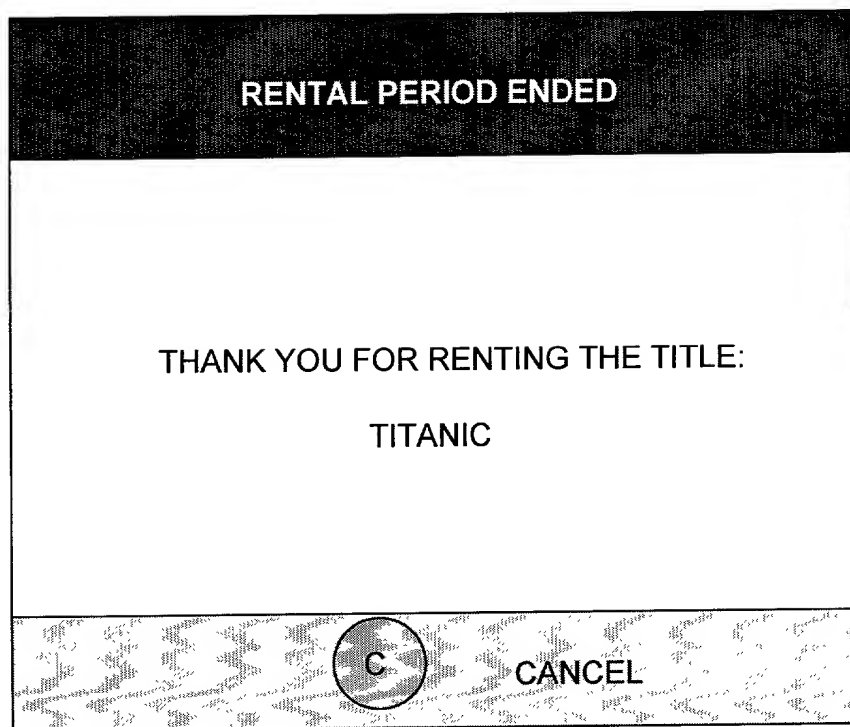 RENTAL PERIOD ENDED
THANK YOU FOR RENTING THE TITLE:
TITANIC
C CANCEL